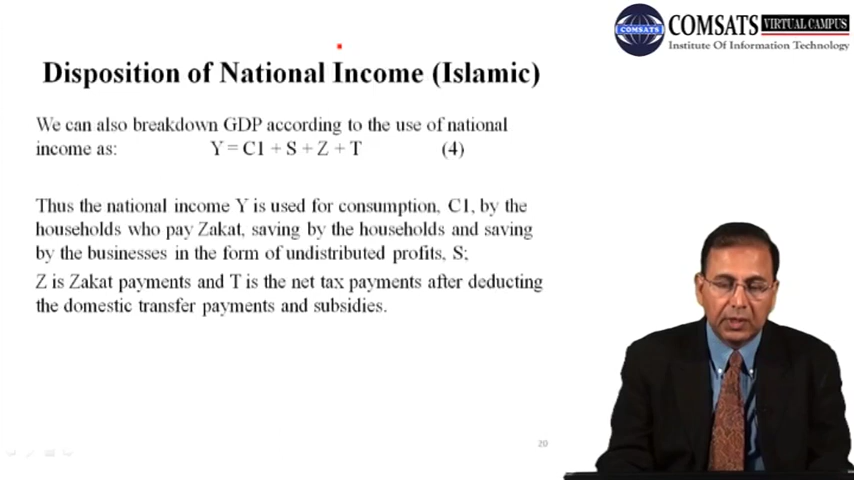 COMSATS VIRTUAL CAMPUS
Institute Of Information Technology
COMSATS
Disposition of National Income (Islamic)
We can also breakdown GDP according to the use of national
income as: Y = C1 + S + Z + T (4)
Thus the national income Y is used for consumption, C1, by the
households who pay Zakat, saving by the households and saving
by the businesses in the form of undistributed profits, S;
Z is Zakat payments and T is the net tax payments after deducting
the domestic transfer payments and subsidies.
20